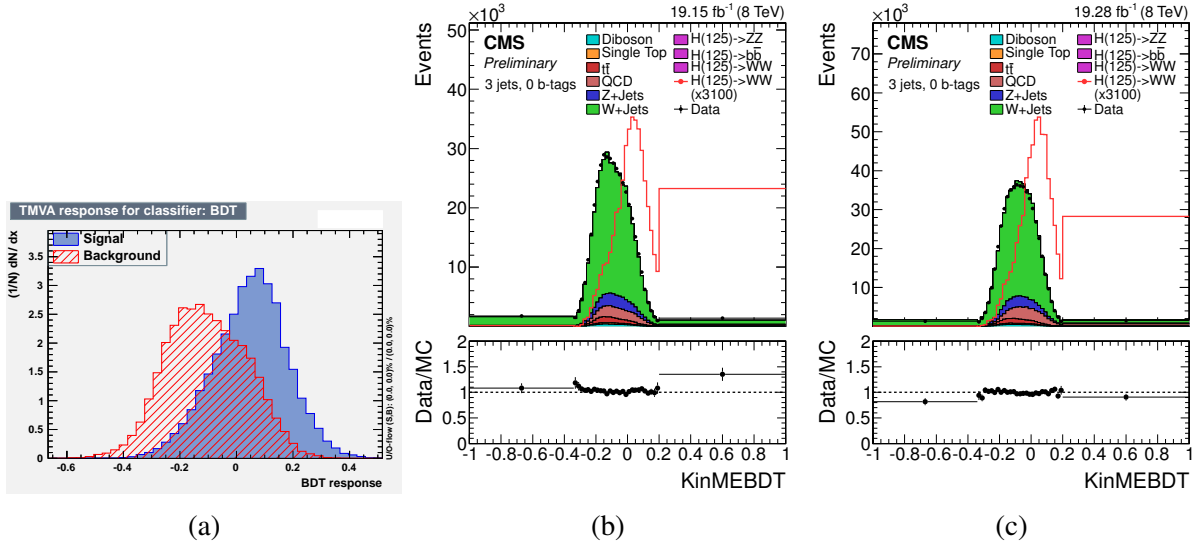 TMVA response for classifier: BDT
(1/N) dN / dx
3.5
3
2.5
2
1.5
1
0.5
0
Signal
Background
U/O-flow (S,B): (0.0, 0.0)% / (0.0, 0.0)%
-0.6 -0.4 -0.2 0 0.2 0.4
BDT response
(a)
×10³
19.15 fb⁻¹ (8 TeV)
Events
50
40
30
20
10
CMS
Preliminary
3 jets, 0 b-tags
Diboson
Single Top
tt̄
QCD
Z+Jets
W+Jets
H(125)->ZZ
H(125)->bb̄
H(125)->WW
H(125)->WW
(x3100)
Data
Data/MC
2
1.5
1
0.5
0
-1 -0.8 -0.6 -0.4 -0.2 0 0.2 0.4 0.6 0.8 1
KinMEBDT
(b)
×10³
19.28 fb⁻¹ (8 TeV)
Events
70
60
50
40
30
20
10
CMS
Preliminary
3 jets, 0 b-tags
Diboson
Single Top
tt̄
QCD
Z+Jets
W+Jets
H(125)->ZZ
H(125)->bb̄
H(125)->WW
H(125)->WW
(x3100)
Data
Data/MC
2
1.5
1
0.5
0
-1 -0.8 -0.6 -0.4 -0.2 0 0.2 0.4 0.6 0.8 1
KinMEBDT
(c)